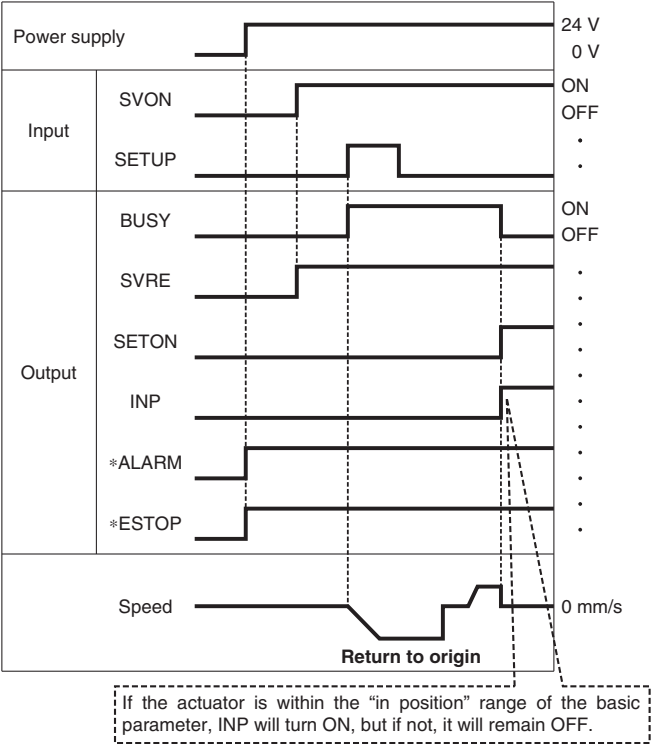 Power supply
24 V
0 V
Input
SVON
ON
OFF
SETUP
Output
BUSY
ON
OFF
SVRE
SETON
INP
*ALARM
*ESTOP
Speed
0 mm/s
Return to origin
If the actuator is within the “in position” range of the basic
parameter, INP will turn ON, but if not, it will remain OFF.